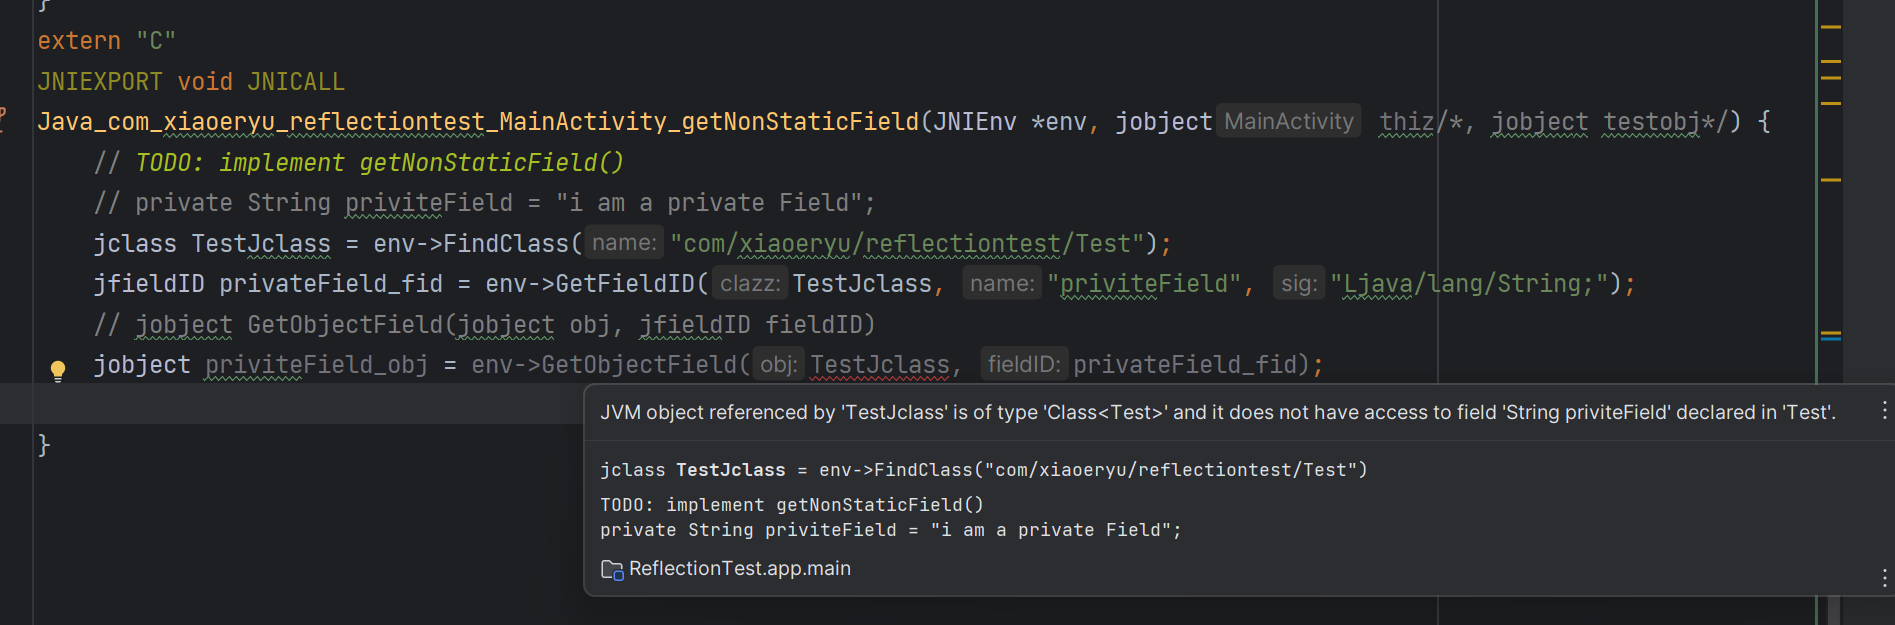 }
extern "C"
JNIEXPORT void JNICALL
Java_com_xiaoeryu_reflectiontest_MainActivity_getNonStaticField(JNIEnv *env, jobject MainActivity thiz/*, jobject testobj*/) {
// TODO: implement getNonStaticField()
// private String priviteField = "i am a private Field";
jclass TestJclass = env->FindClass( name: "com/xiaoeryu/reflectiontest/Test");
jfieldID privateField_fid = env->GetFieldID( clazz: TestJclass, name: "priviteField", sig: "Ljava/lang/String;");
// jobject GetObjectField(jobject obj, jfieldID fieldID)
jobject priviteField_obj = env->GetObjectField( obj: TestJclass, fieldID: privateField_fid);
JVM object referenced by 'TestJclass' is of type 'Class<Test>' and it does not have access to field 'String priviteField' declared in 'Test'.
}
jclass TestJclass = env->FindClass("com/xiaoeryu/reflectiontest/Test")
TODO: implement getNonStaticField()
private String priviteField = "i am a private Field";
ReflectionTest.app.main